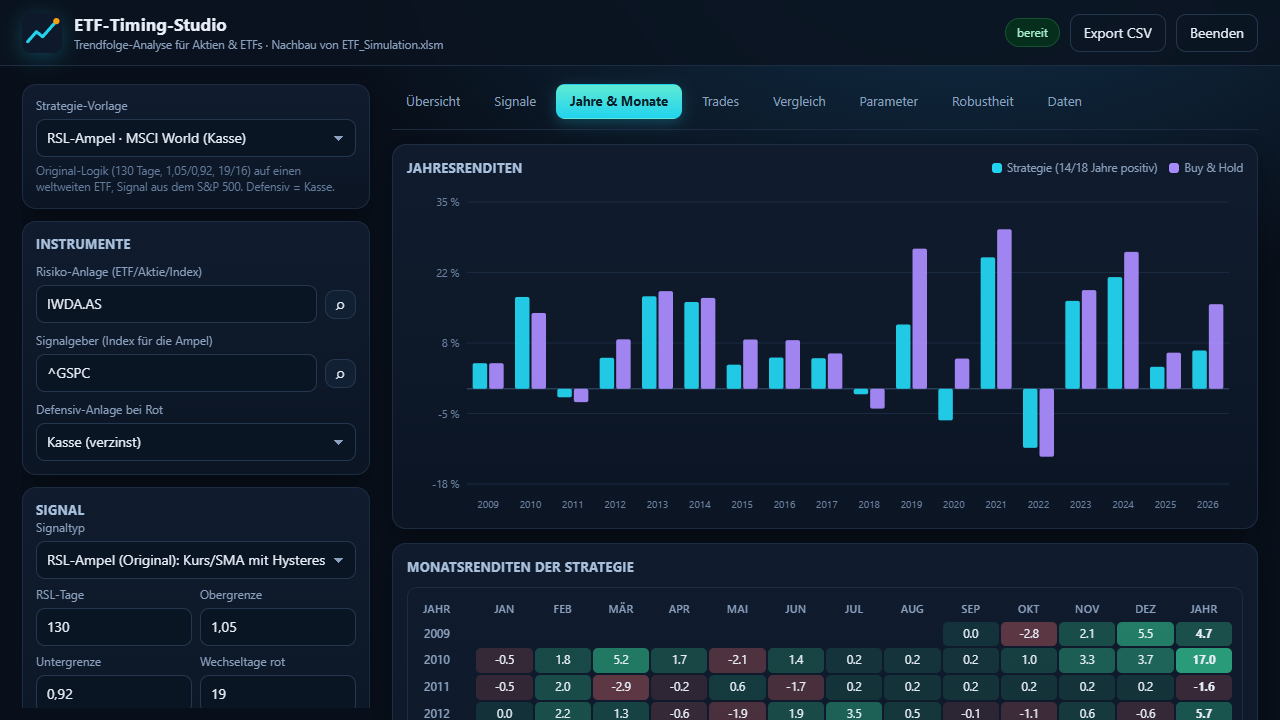 ETF-Timing-Studio
Trendfolge-Analyse für Aktien & ETFs · Nachbau von ETF_Simulation.xlsm
bereit
Export CSV
Beenden
Strategie-Vorlage
RSL-Ampel · MSCI World (Kasse)
Original-Logik (130 Tage, 1,05/0,92, 19/16) auf einen
weltweiten ETF, Signal aus dem S&P 500. Defensiv = Kasse.
INSTRUMENTE
Risiko-Anlage (ETF/Aktie/Index)
IWDA.AS
Signalgeber (Index für die Ampel)
^GSPC
Defensiv-Anlage bei Rot
Kasse (verzinst)
SIGNAL
Signaltyp
RSL-Ampel (Original): Kurs/SMA mit Hysteres
RSL-Tage
Obergrenze
130
1,05
Untergrenze
Wechseltage rot
0,92
19
Übersicht
Signale
Jahre & Monate
Trades
Vergleich
Parameter
Robustheit
Daten
JAHRESRENDITEN
Strategie (14/18 Jahre positiv)
Buy & Hold
35 %
22 %
8 %
-5 %
-18 %
2009 2010 2011 2012 2013 2014 2015 2016 2017 2018 2019 2020 2021 2022 2023 2024 2025 2026
MONATSRENDITEN DER STRATEGIE
JAHR JAN FEB MÄR APR MAI JUN JUL AUG SEP OKT NOV DEZ JAHR
2009 0.0 -2.8 2.1 5.5 4.7
2010 -0.5 1.8 5.2 1.7 -2.1 1.4 0.2 0.2 0.2 1.0 3.3 3.7 17.0
2011 -0.5 2.0 -2.9 -0.2 0.6 -1.7 0.2 0.2 0.2 0.2 0.2 0.2 -1.6
2012 0.0 2.2 1.3 -0.6 -1.9 1.9 3.5 0.5 -0.1 -1.1 0.6 -0.6 5.7